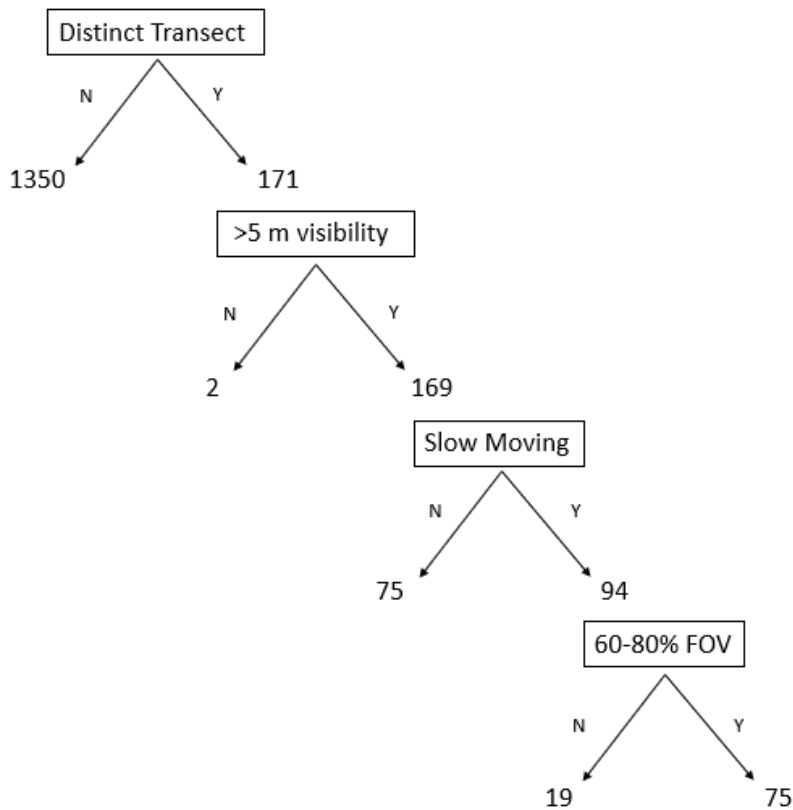 Distinct Transect
N
Y
1350
171
>5 m visibility
N
Y
2
169
Slow Moving
N
Y
75
94
60-80% FOV
N
Y
19
75